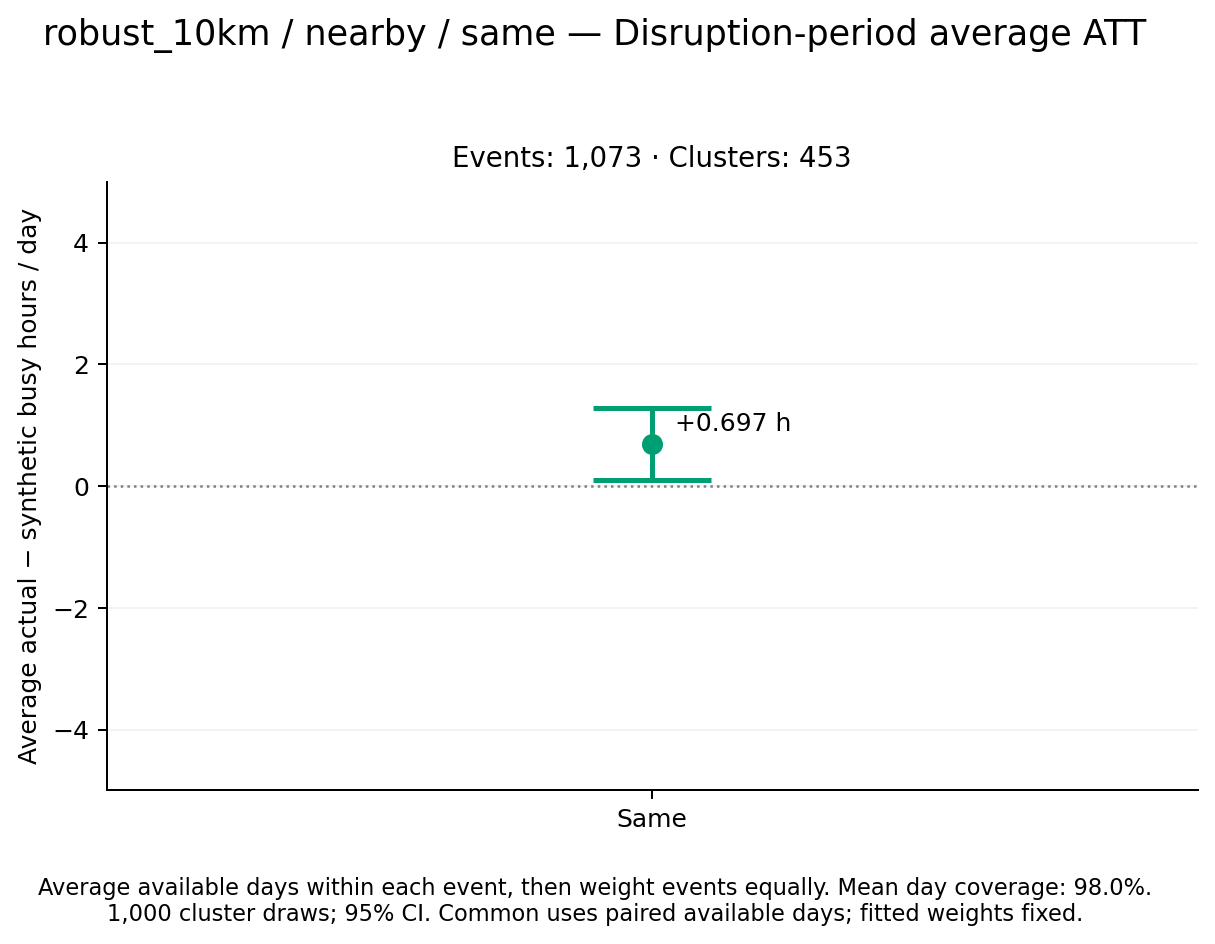 robust_10km / nearby / same — Disruption-period average ATT
Events: 1,073 · Clusters: 453
Average actual − synthetic busy hours / day
4
2
0
−2
−4
+0.697 h
Same
Average available days within each event, then weight events equally. Mean day coverage: 98.0%.
1,000 cluster draws; 95% CI. Common uses paired available days; fitted weights fixed.